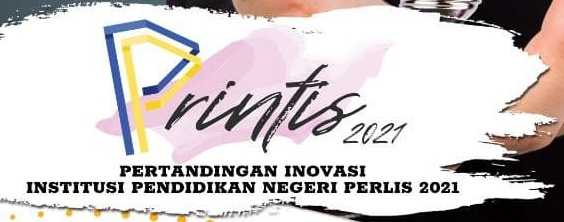 Printis 2021
PERTANDINGAN INOVASI
INSTITUSI PENDIDIKAN NEGERI PERLIS 2021